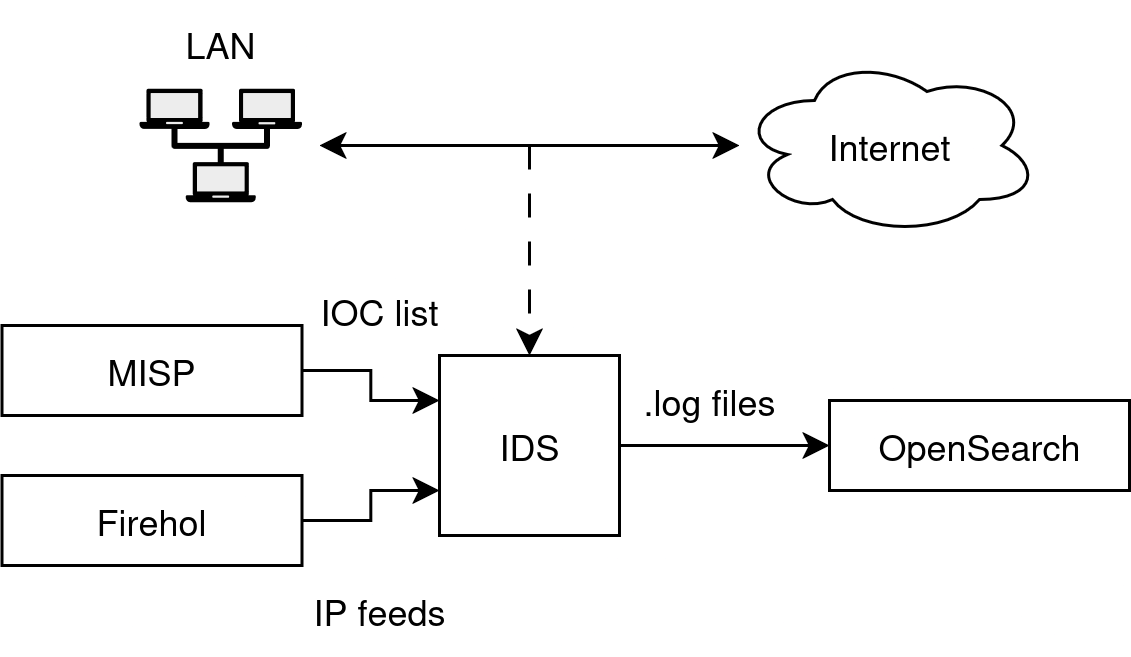 LAN
Internet
IOC list
MISP
.log files
IDS
OpenSearch
Firehol
IP feeds